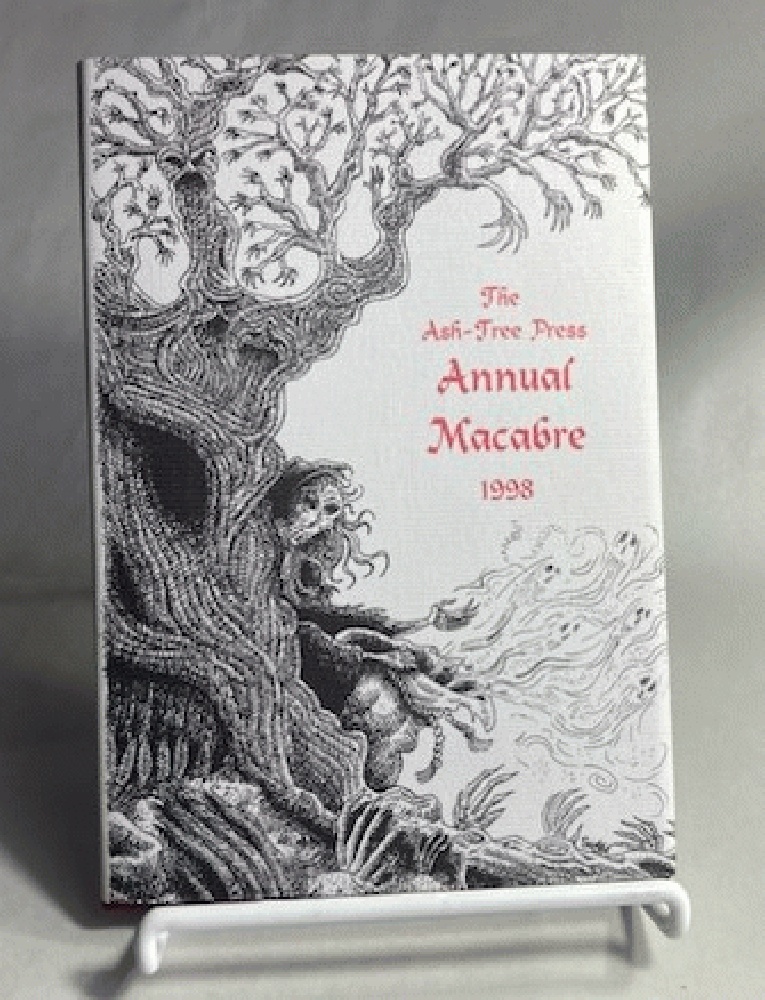 The
Ash-Tree Press
Annual
Macabre
1998